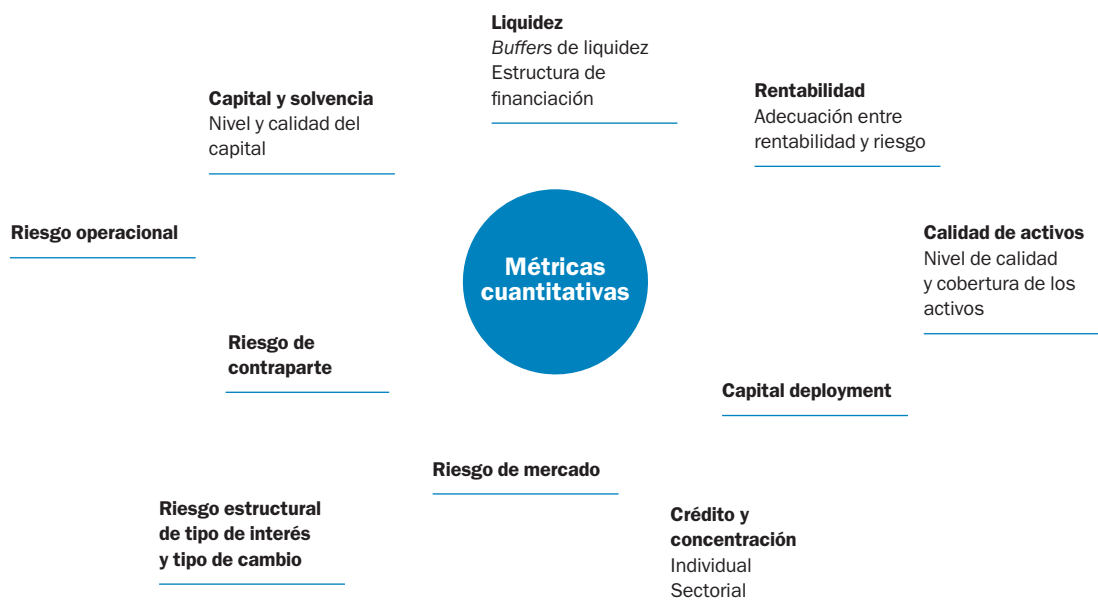 Liquidez
Buffers de liquidez
Estructura de
financiación
Capital y solvencia
Nivel y calidad del
capital
Rentabilidad
Adecuación entre
rentabilidad y riesgo
Riesgo operacional
Calidad de activos
Nivel de calidad
y cobertura de los
activos
Métricas
cuantitativas
Riesgo de
contraparte
Capital deployment
Riesgo de mercado
Riesgo estructural
de tipo de interés
y tipo de cambio
Crédito y
concentración
Individual
Sectorial